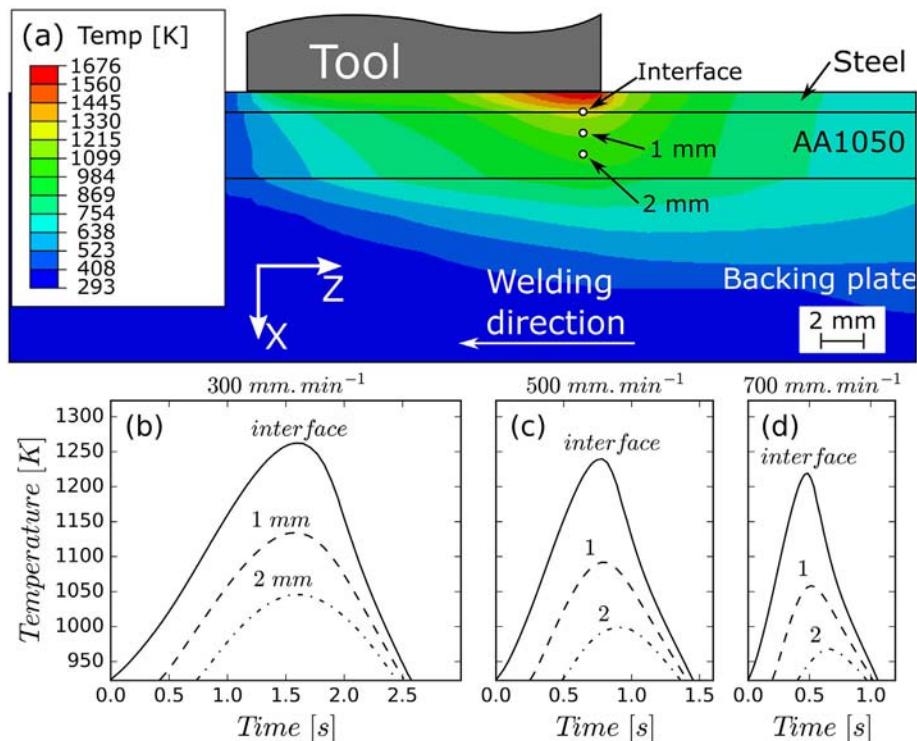 (a) Temp [K]
1676
1560
1445
1330
1215
1099
984
869
754
638
523
408
293
Tool
Interface
Steel
1 mm
AA1050
2 mm
Z
X
Welding
direction
Backing plate
2 mm
300 mm.min⁻¹
500 mm.min⁻¹
700 mm.min⁻¹
Temperature [K]
1300
1250
1200
1150
1100
1050
1000
950
(b)
interface
1 mm
2 mm
0.0 0.5 1.0 1.5 2.0 2.5
Time [s]
(c)
interface
1
2
0.0 0.5 1.0 1.5
Time [s]
(d)
interface
1
2
0.0 0.5 1.0
Time [s]